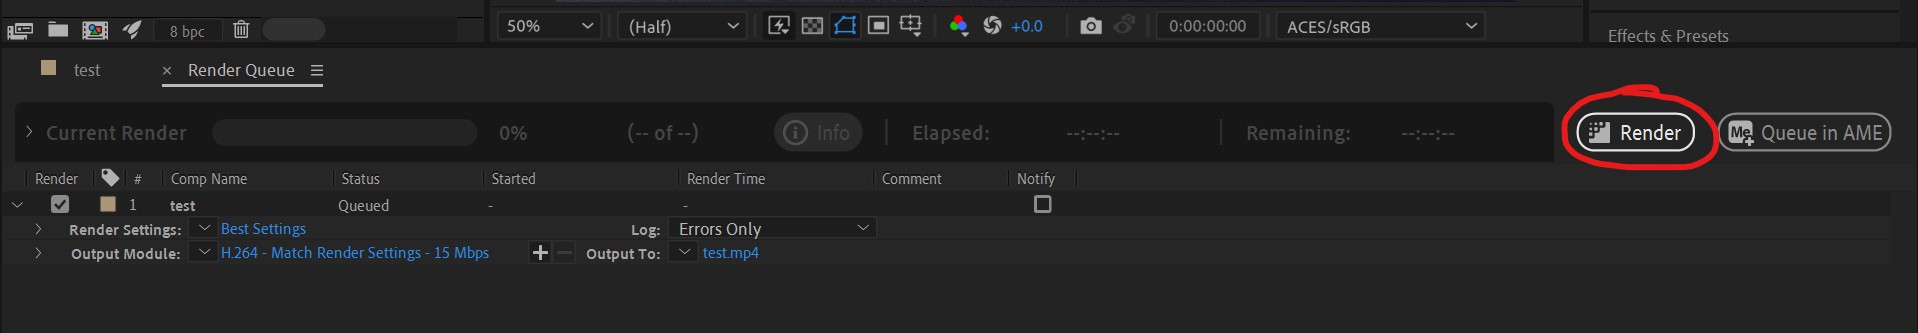 8 bpc
50%
(Half)
+0.0
0:00:00:00
ACES/sRGB
Effects & Presets
test
× Render Queue
Current Render
0%
(-- of --)
Info
Elapsed:
--:--:--
Remaining:
--:--:--
Render
Me
Queue in AME
Render
#
Comp Name
Status
Started
Render Time
Comment
Notify
1
test
Queued
-
-
Render Settings:
Best Settings
Log:
Errors Only
Output Module:
H.264 - Match Render Settings - 15 Mbps
Output To:
test.mp4